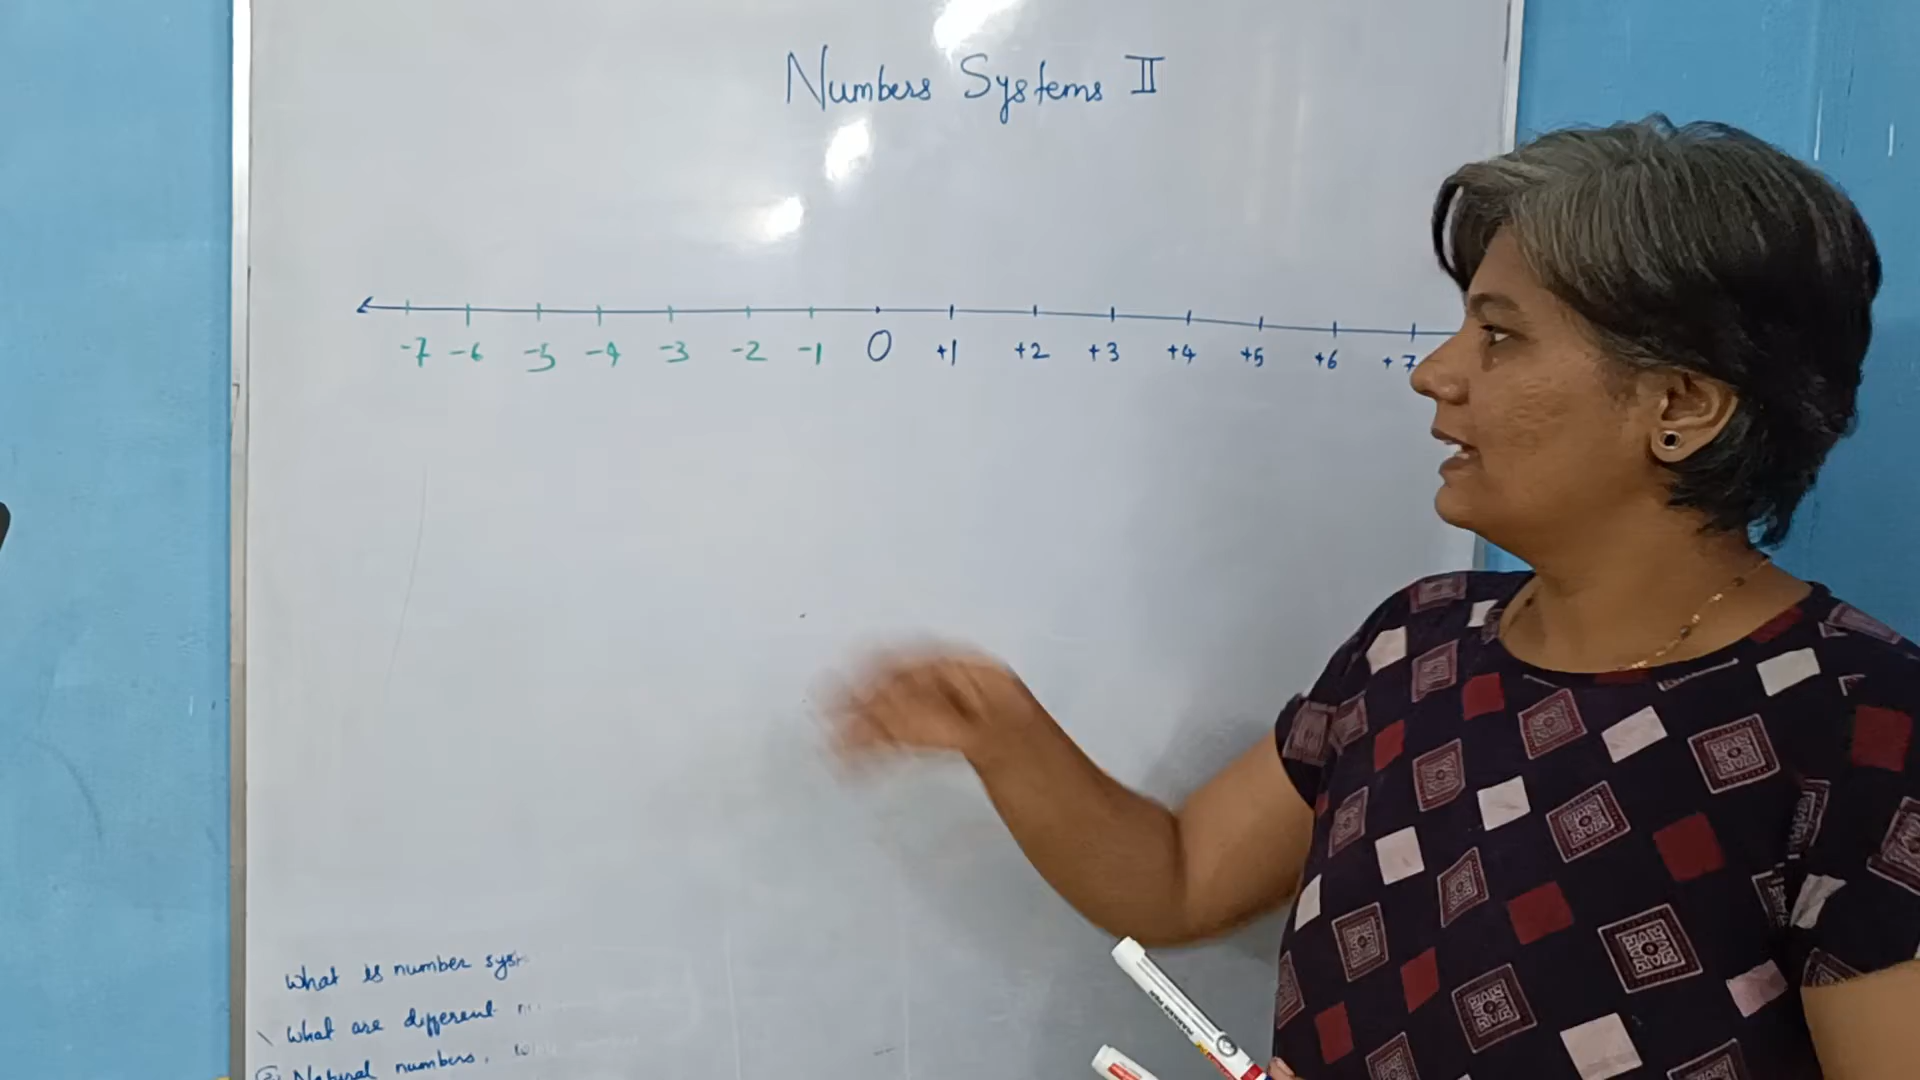 Numbers Systems II
-7 -6 -5 -4 -3 -2 -1 0 +1 +2 +3 +4 +5 +6 +7
What is number sys
What are different
Natural numbers,